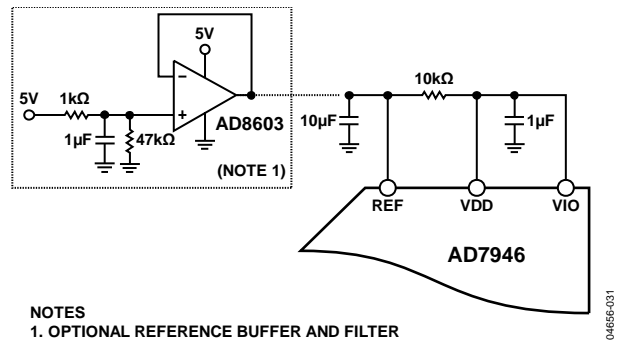 5V
5V
1kΩ
10kΩ
−
+
AD8603
1µF
47kΩ
10µF
1µF
(NOTE 1)
REF
VDD
VIO
AD7946
NOTES
1. OPTIONAL REFERENCE BUFFER AND FILTER
04656-031